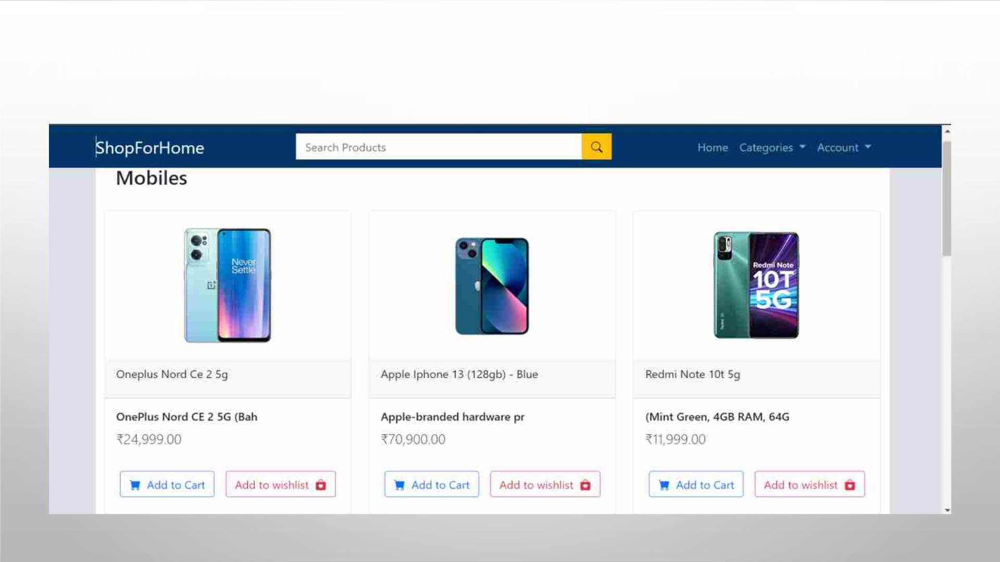 ShopForHome
Search Products
Home Categories Account
Mobiles
Never
Settle
Redmi Note
10T
5G
Oneplus Nord Ce 2 5g
Apple Iphone 13 (128gb) - Blue
Redmi Note 10t 5g
OnePlus Nord CE 2 5G (Bah
Apple-branded hardware pr
(Mint Green, 4GB RAM, 64G
₹24,999.00
₹70,900.00
₹11,999.00
Add to Cart Add to wishlist
Add to Cart Add to wishlist
Add to Cart Add to wishlist